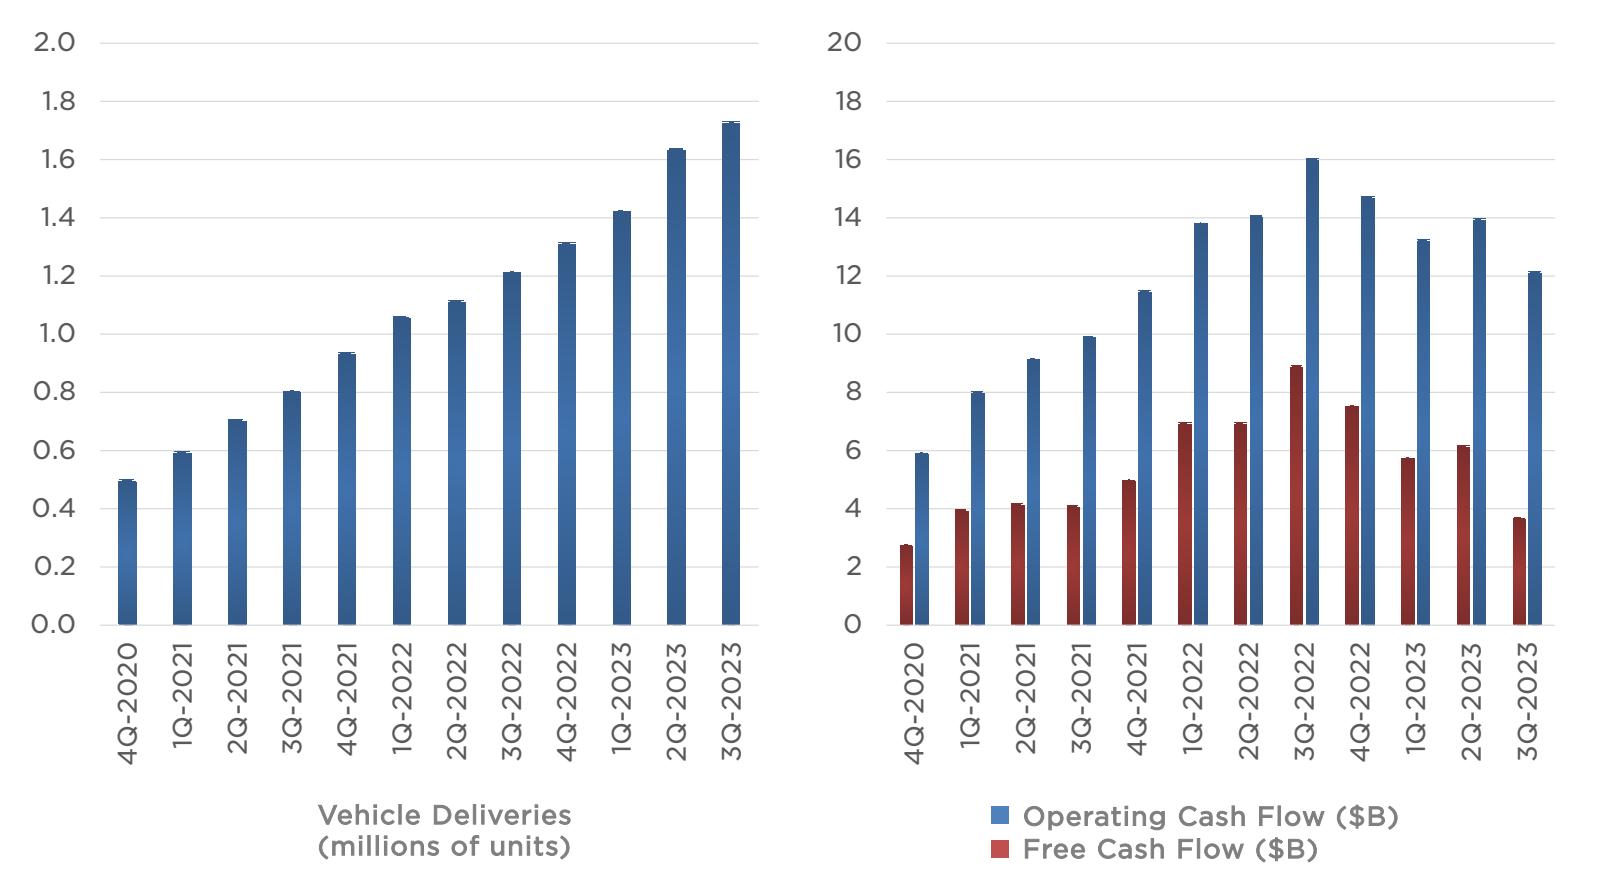 2.0
1.8
1.6
1.4
1.2
1.0
0.8
0.6
0.4
0.2
0.0
4Q-2020
1Q-2021
2Q-2021
3Q-2021
4Q-2021
1Q-2022
2Q-2022
3Q-2022
4Q-2022
1Q-2023
2Q-2023
3Q-2023
Vehicle Deliveries
(millions of units)
20
18
16
14
12
10
8
6
4
2
0
4Q-2020
1Q-2021
2Q-2021
3Q-2021
4Q-2021
1Q-2022
2Q-2022
3Q-2022
4Q-2022
1Q-2023
2Q-2023
3Q-2023
Operating Cash Flow ($B)
Free Cash Flow ($B)